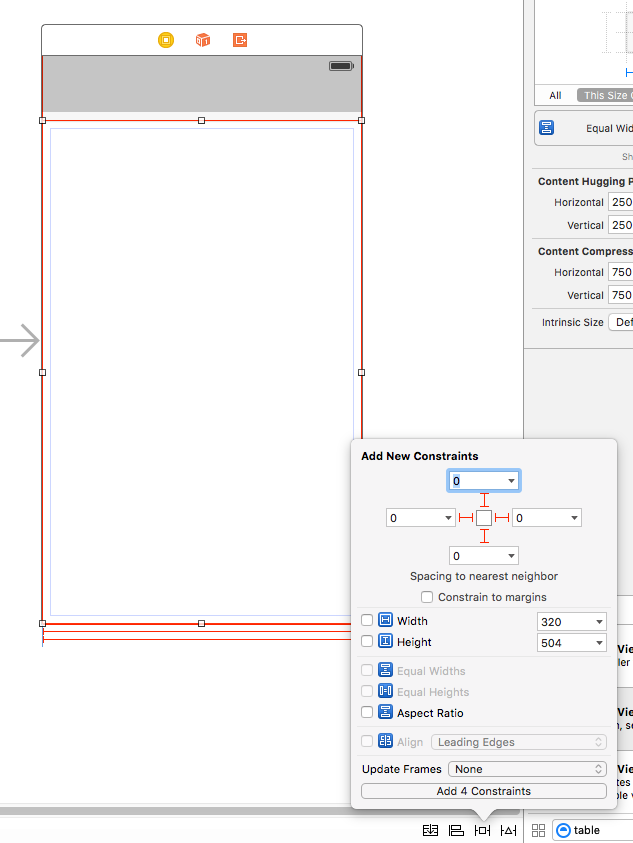 All
This Size
Equal Wid
Sh
Content Hugging P
Horizontal 250
Vertical 250
Content Compress
Horizontal 750
Vertical 750
Intrinsic Size Def
Add New Constraints
0
0 0
0
Spacing to nearest neighbor
Constrain to margins
Width 320
Height 504
Equal Widths
Equal Heights
Aspect Ratio
Align Leading Edges
Update Frames None
Add 4 Constraints
Vie
ler
Vie
n, se
Vie
tes
ble v
table